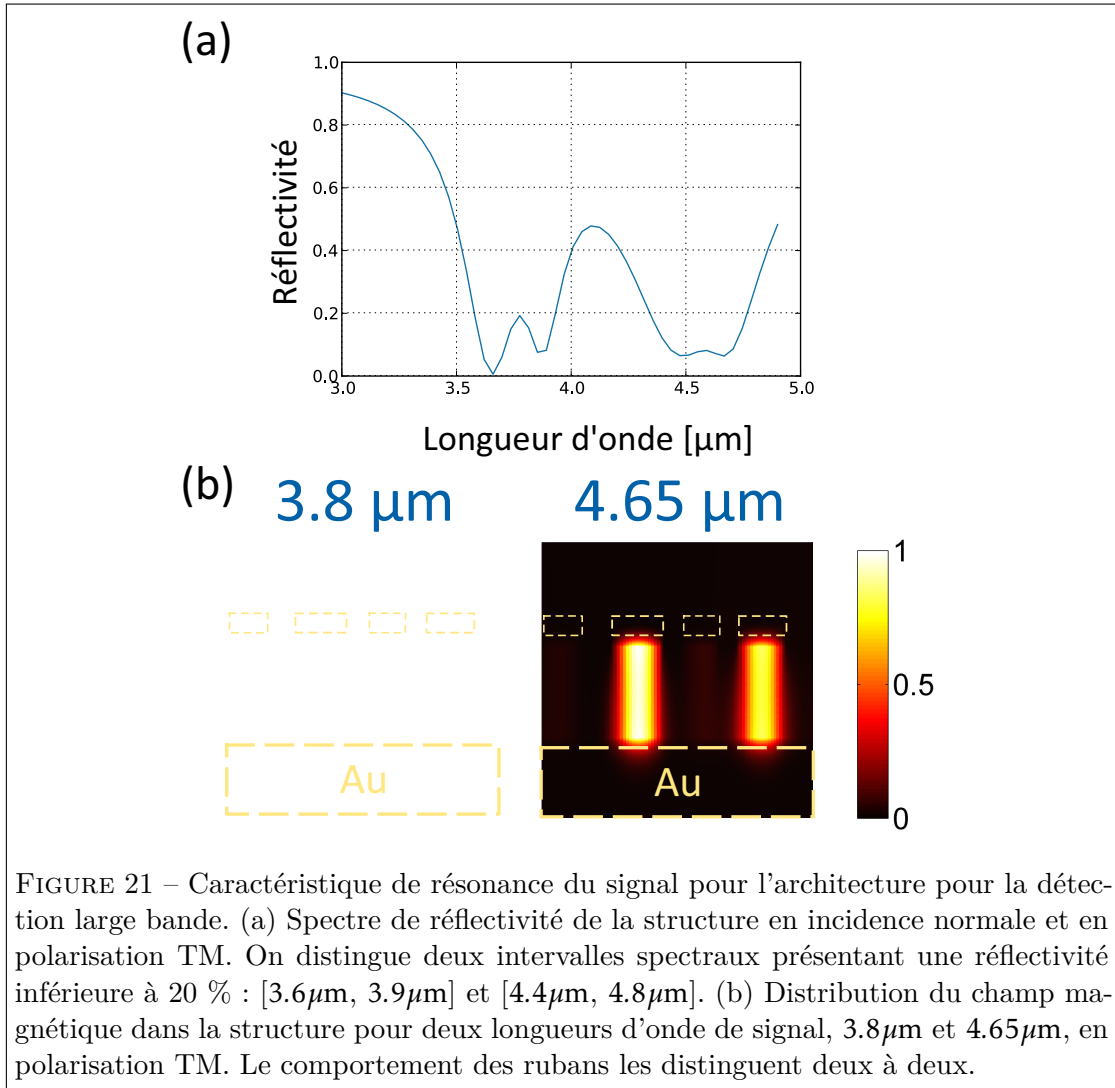 (a)
1.0
0.8
0.6
0.4
0.2
0.0
Réflectivité
3.0 3.5 4.0 4.5 5.0
Longueur d'onde [µm]
(b)
3.8 µm 4.65 µm
1
0.5
0
Au Au
FIGURE 21 – Caractéristique de résonance du signal pour l'architecture pour la détec-
tion large bande. (a) Spectre de réflectivité de la structure en incidence normale et en
polarisation TM. On distingue deux intervalles spectraux présentant une réflectivité
inférieure à 20 % : [3.6µm, 3.9µm] et [4.4µm, 4.8µm]. (b) Distribution du champ ma-
gnétique dans la structure pour deux longueurs d'onde de signal, 3.8µm et 4.65µm, en
polarisation TM. Le comportement des rubans les distinguent deux à deux.